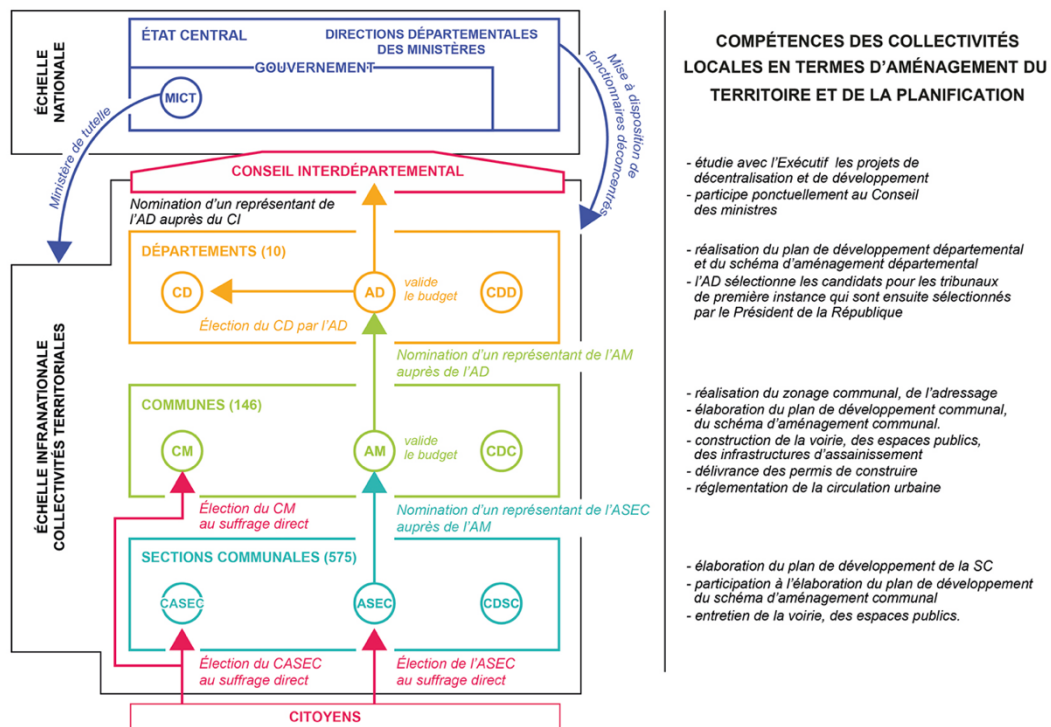 ÉCHELLE
NATIONALE
ÉTAT CENTRAL
DIRECTIONS DÉPARTEMENTALES
DES MINISTÈRES
GOUVERNEMENT
MICT
Ministère de tutelle
Mise à disposition de
fonctionnaires déconcentrés
ÉCHELLE INFRANATIONALE
COLLECTIVITÉS TERRITORIALES
CONSEIL INTERDÉPARTEMENTAL
Nomination d'un représentant de
l'AD auprès du CI
DÉPARTEMENTS (10)
CD
AD
valide
le budget
CDD
Élection du CD par l'AD
Nomination d'un représentant de l'AM
auprès de l'AD
COMMUNES (146)
CM
AM
valide
le budget
CDC
Élection du CM
au suffrage direct
Nomination d'un représentant de l'ASEC
auprès de l'AM
SECTIONS COMMUNALES (575)
CASEC
ASEC
CDSC
Élection du CASEC
au suffrage direct
Élection de l'ASEC
au suffrage direct
CITOYENS
COMPÉTENCES DES COLLECTIVITÉS
LOCALES EN TERMES D'AMÉNAGEMENT DU
TERRITOIRE ET DE LA PLANIFICATION
- étudie avec l'Exécutif les projets de
décentralisation et de développement
- participe ponctuellement au Conseil
des ministres
- réalisation du plan de développement départemental
et du schéma d'aménagement départemental
- l'AD sélectionne les candidats pour les tribunaux
de première instance qui sont ensuite sélectionnés
par le Président de la République
- réalisation du zonage communal, de l'adressage
- élaboration du plan de développement communal,
du schéma d'aménagement communal.
- construction de la voirie, des espaces publics,
des infrastructures d'assainissement
- délivrance des permis de construire
- réglementation de la circulation urbaine
- élaboration du plan de développement de la SC
- participation à l'élaboration du plan de développement
du schéma d'aménagement communal
- entretien de la voirie, des espaces publics.